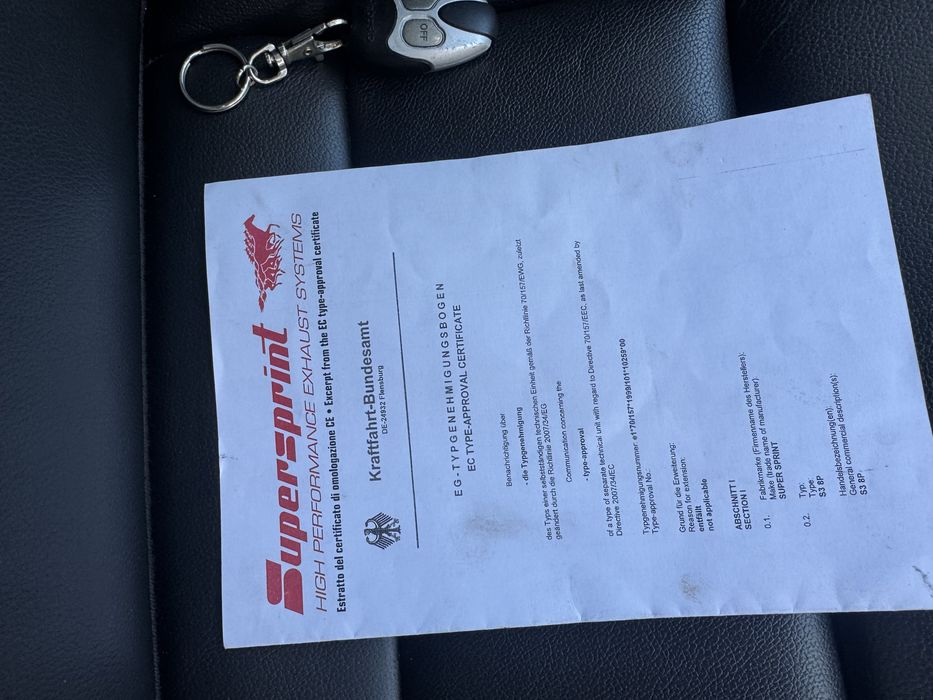 OFF
Supersprint
HIGH PERFORMANCE EXHAUST SYSTEMS
Estratto del certificato di omologazione CE • Excerpt from the EC type-approval certificate
Kraftfahrt-Bundesamt
DE-24932 Flensburg
EG-TYPGENEHMIGUNGSBOGEN
EC TYPE-APPROVAL CERTIFICATE
Benachrichtigung über
- die Typgenehmigung
des Typs einer selbstständigen technischen Einheit gemäß der Richtlinie 70/157/EWG, zuletzt
geändert durch die Richtlinie 2007/34/EG
Communication concerning the
- type-approval
of a type of separate technical unit with regard to Directive 70/157/EEC, as last amended by
Directive 2007/34/EC
Typgenehmigungsnummer: e1*70/157*1999/101*10259*00
Type-approval No.:
Grund für die Erweiterung:
Reason for extension:
entfällt
not applicable
ABSCHNITT I
SECTION I
0.1. Fabrikmarke (Firmenname des Herstellers):
Make (trade name of manufacturer):
SUPER SPRINT
0.2. Typ:
Type:
S3 8P
Handelsbezeichnung(en):
General commercial description(s):
S3 8P